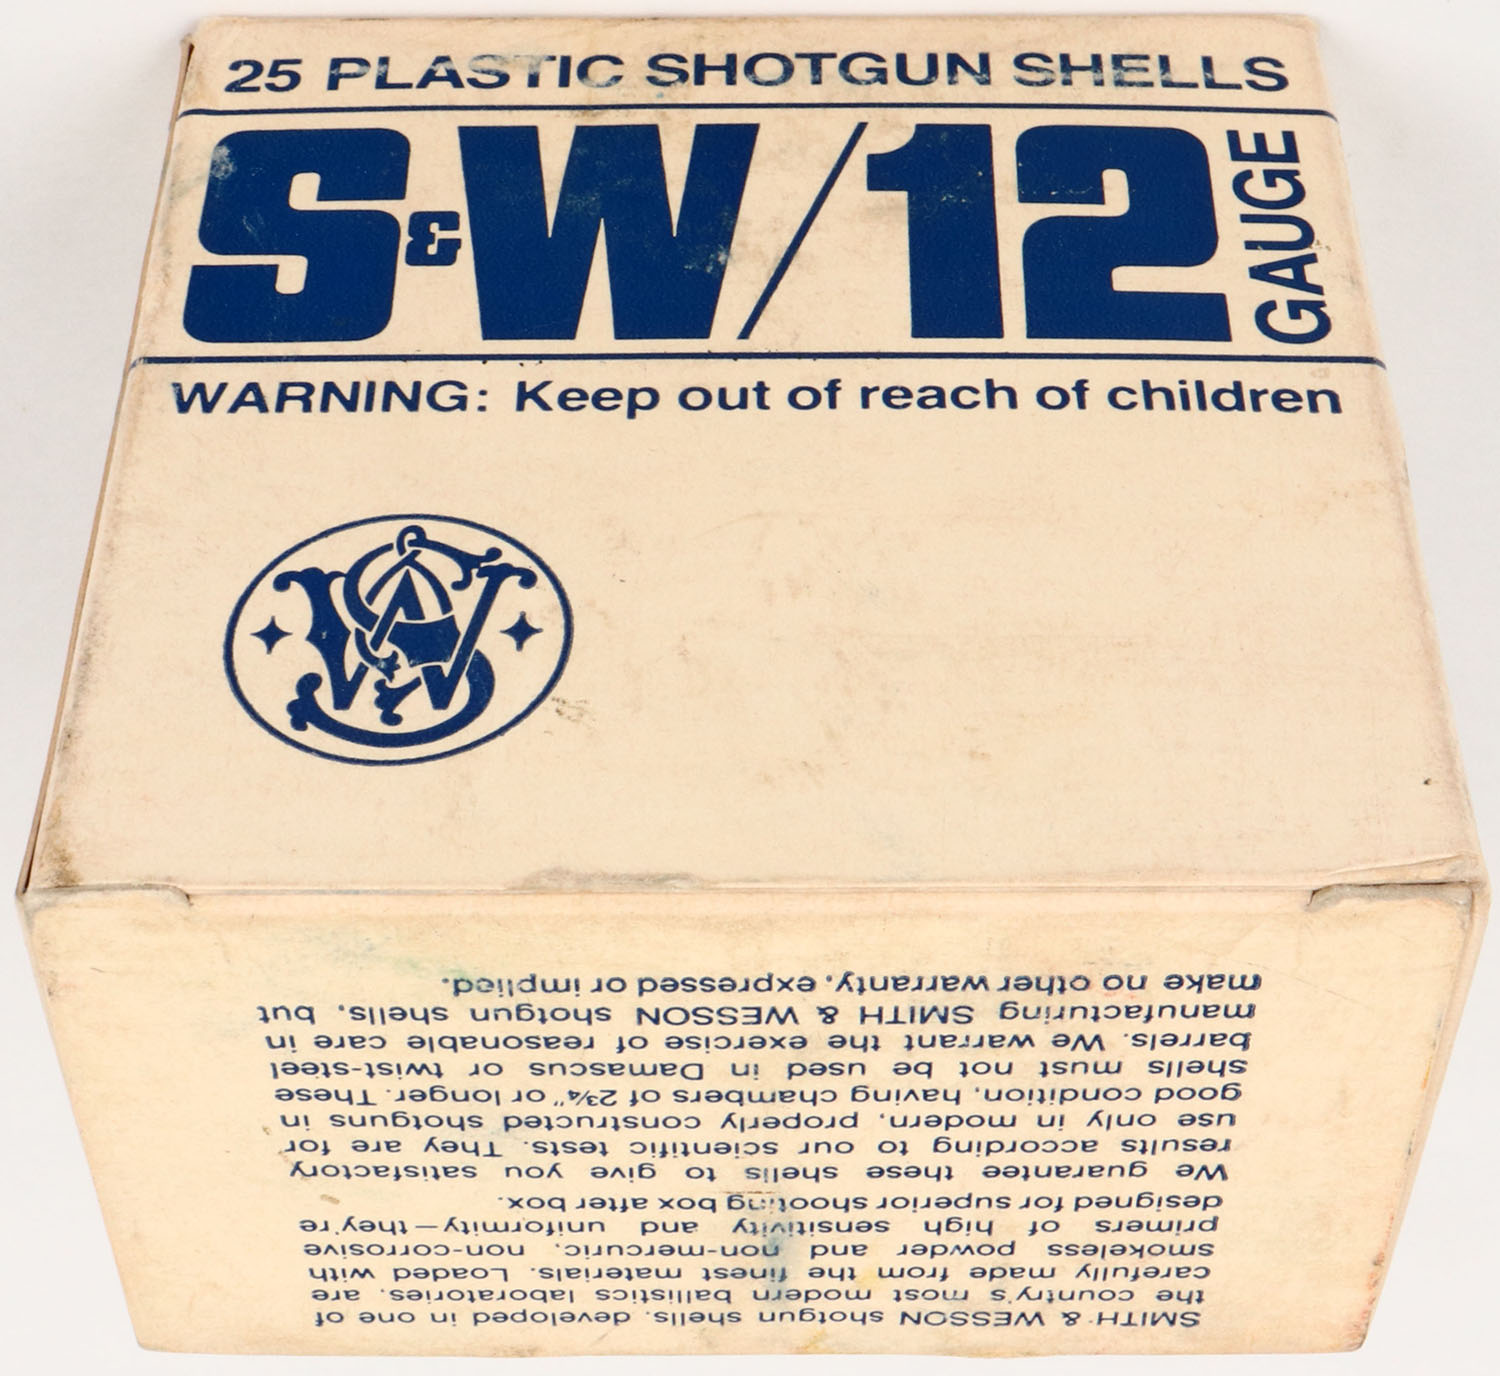 25 PLASTIC SHOTGUN SHELLS
S&W/12 GAUGE
WARNING: Keep out of reach of children
SMITH & WESSON shotgun shells, developed in one of
the country's most modern ballistics laboratories, are
carefully made from the finest materials. Loaded with
smokeless powder and non-mercuric, non-corrosive
primers of high sensitivity and uniformity—they're
designed for superior shooting box after box.
We guarantee these shells to give you satisfactory
results according to our scientific tests. They are for
use only in modern, properly constructed shotguns in
good condition, having chambers of 2¾" or longer. These
shells must not be used in Damascus or twist-steel
barrels. We warrant the exercise of reasonable care in
manufacturing SMITH & WESSON shotgun shells, but
make no other warranty, expressed or implied.